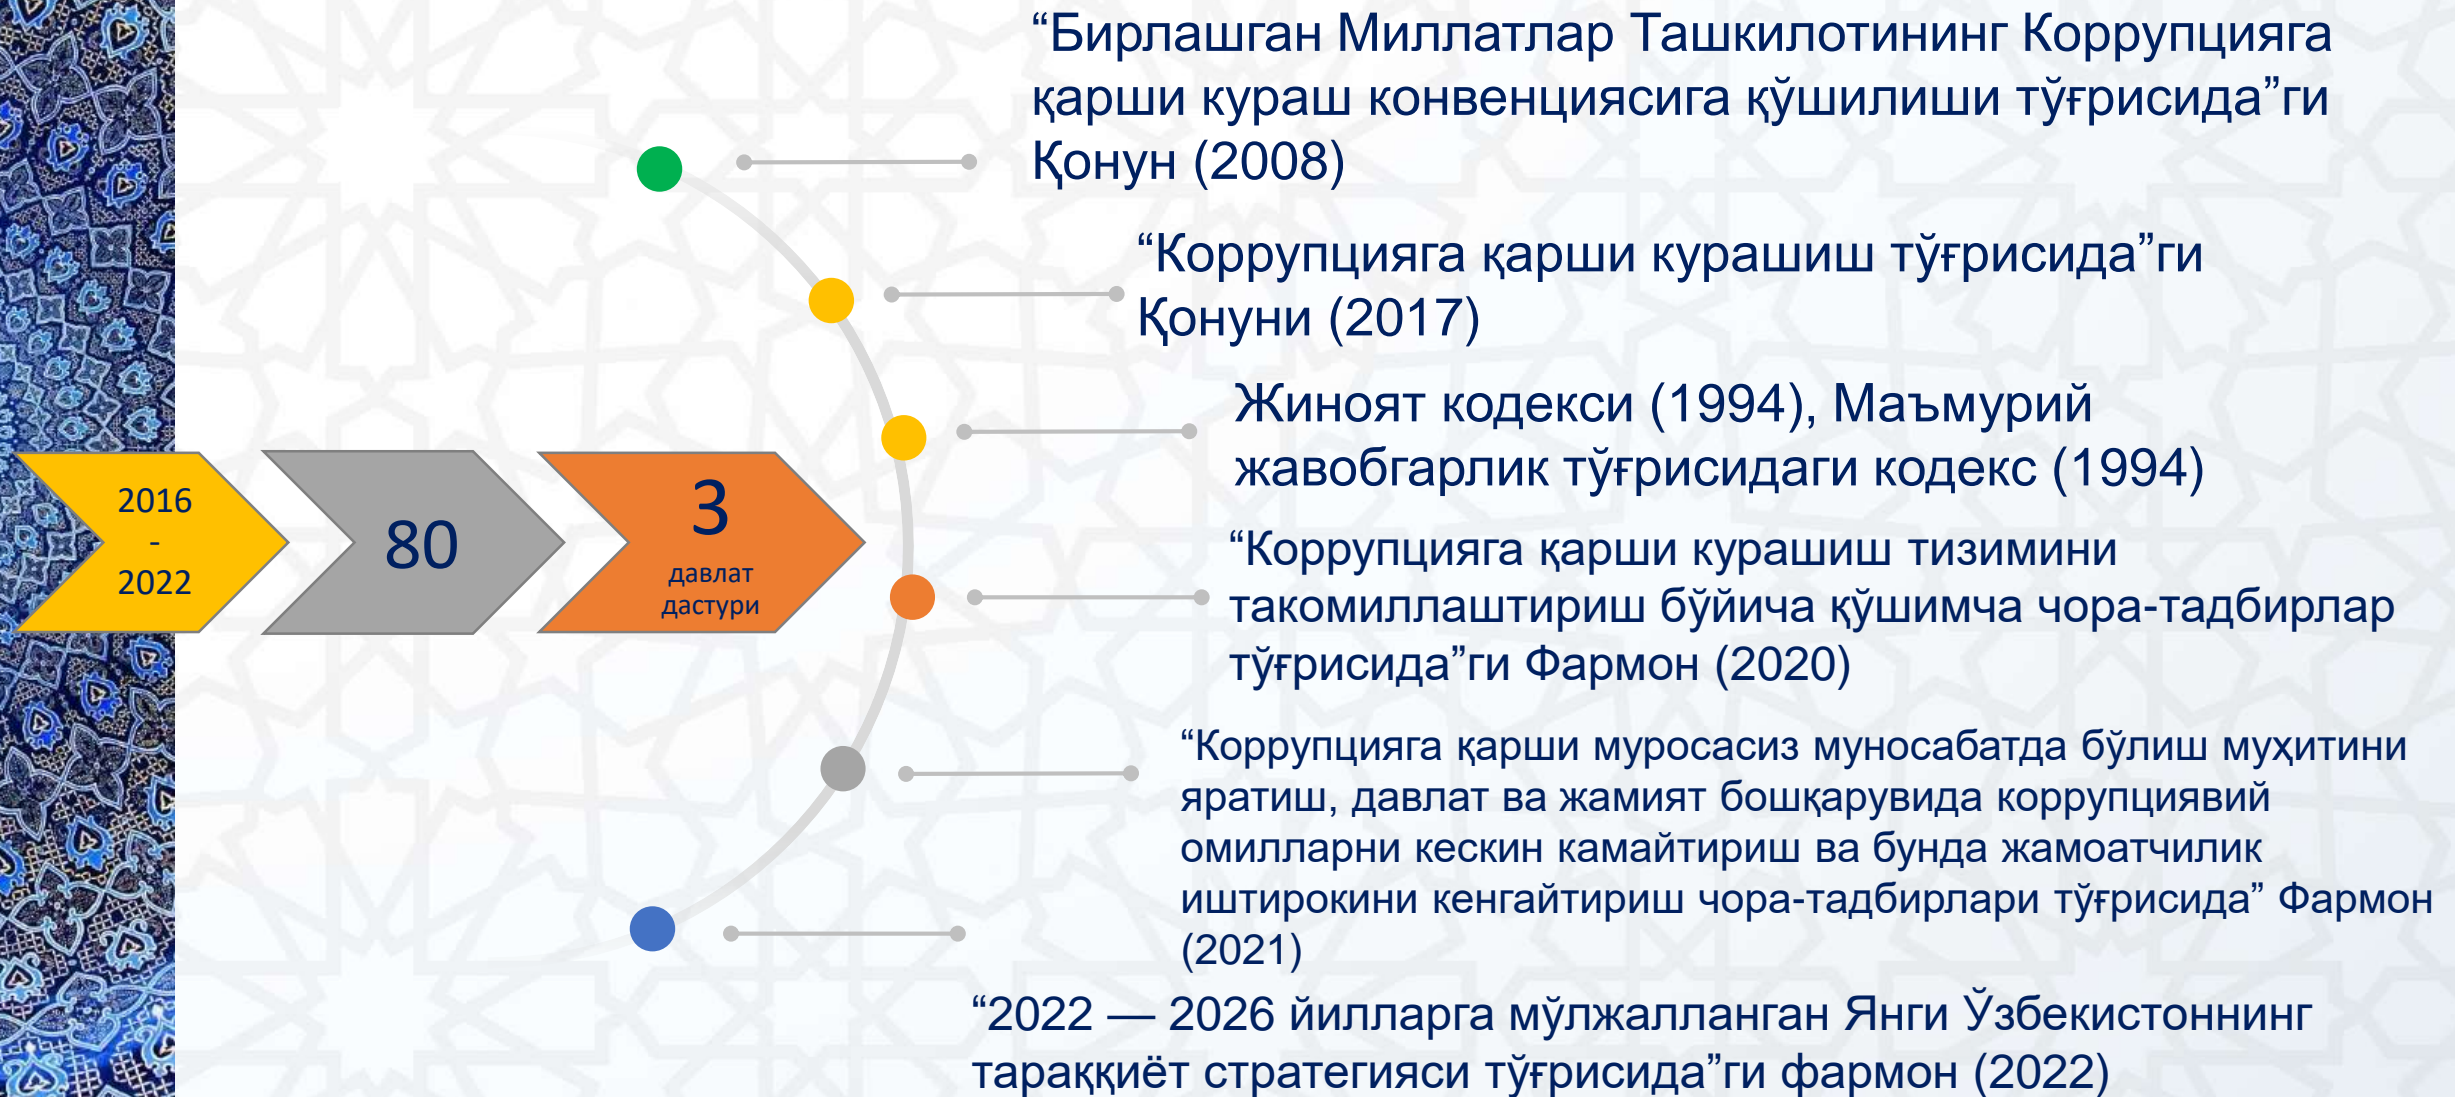 “Бирлашган Миллатлар Ташкилотининг Коррупцияга
қарши кураш конвенциясига қўшилиши тўғрисида”ги
Қонун (2008)
“Коррупцияга қарши курашиш тўғрисида”ги
Қонуни (2017)
Жиноят кодекси (1994), Маъмурий
жавобгарлик тўғрисидаги кодекс (1994)
2016
-
2022
80
3
давлат
дастури
“Коррупцияга қарши курашиш тизимини
такомиллаштириш бўйича қўшимча чора-тадбирлар
тўғрисида”ги Фармон (2020)
“Коррупцияга қарши муросасиз муносабатда бўлиш муҳитини
яратиш, давлат ва жамият бошқарувида коррупциявий
омилларни кескин камайтириш ва бунда жамоатчилик
иштирокини кенгайтириш чора-тадбирлари тўғрисида” Фармон
(2021)
“2022 — 2026 йилларга мўлжалланган Янги Ўзбекистоннинг
тараққиёт стратегияси тўғрисида”ги фармон (2022)